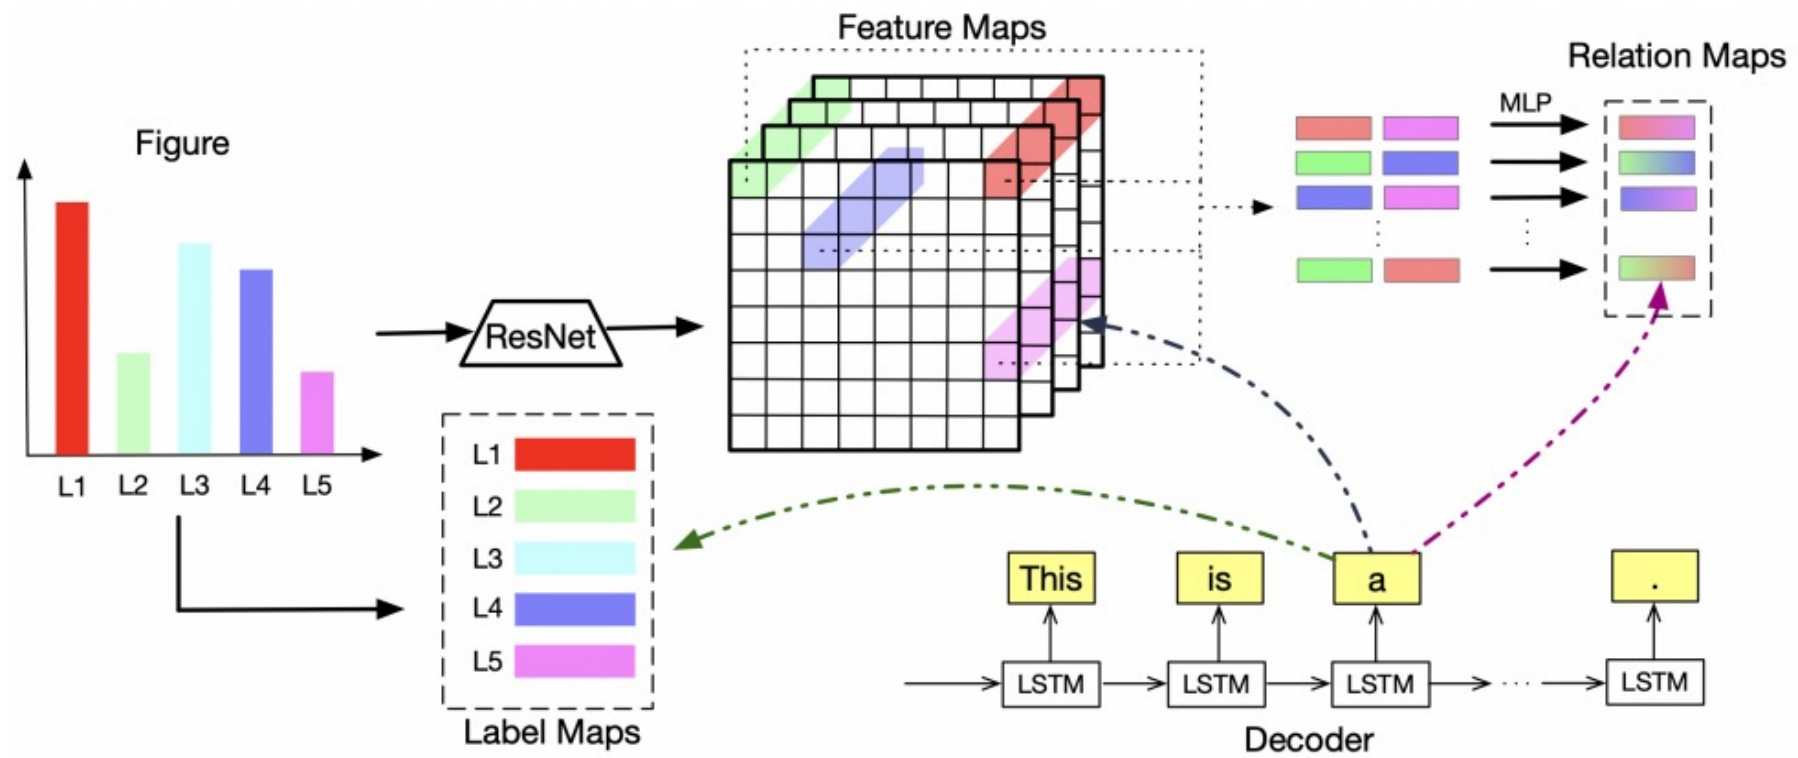 Feature Maps
Relation Maps
MLP
Figure
ResNet
L1 L2 L3 L4 L5
L1
L2
L3
L4
L5
Label Maps
This is a .
LSTM LSTM LSTM ... LSTM
Decoder